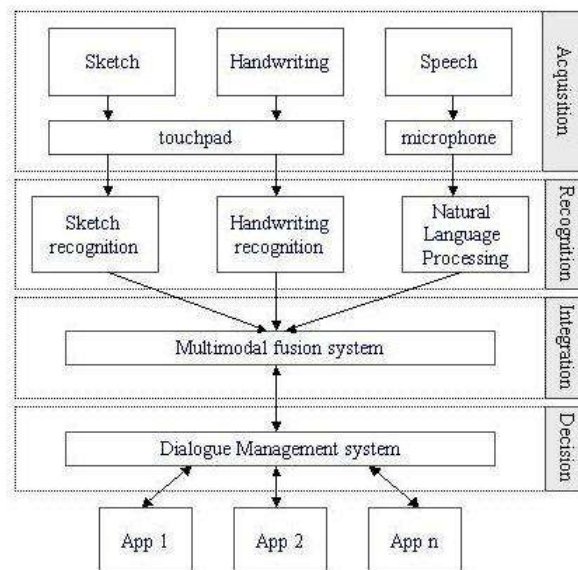 Sketch
Handwriting
Speech
touchpad
microphone
Acquisition
Sketch
recognition
Handwriting
recognition
Natural
Language
Processing
Recognition
Multimodal fusion system
Integration
Dialogue Management system
Decision
App 1
App 2
App n